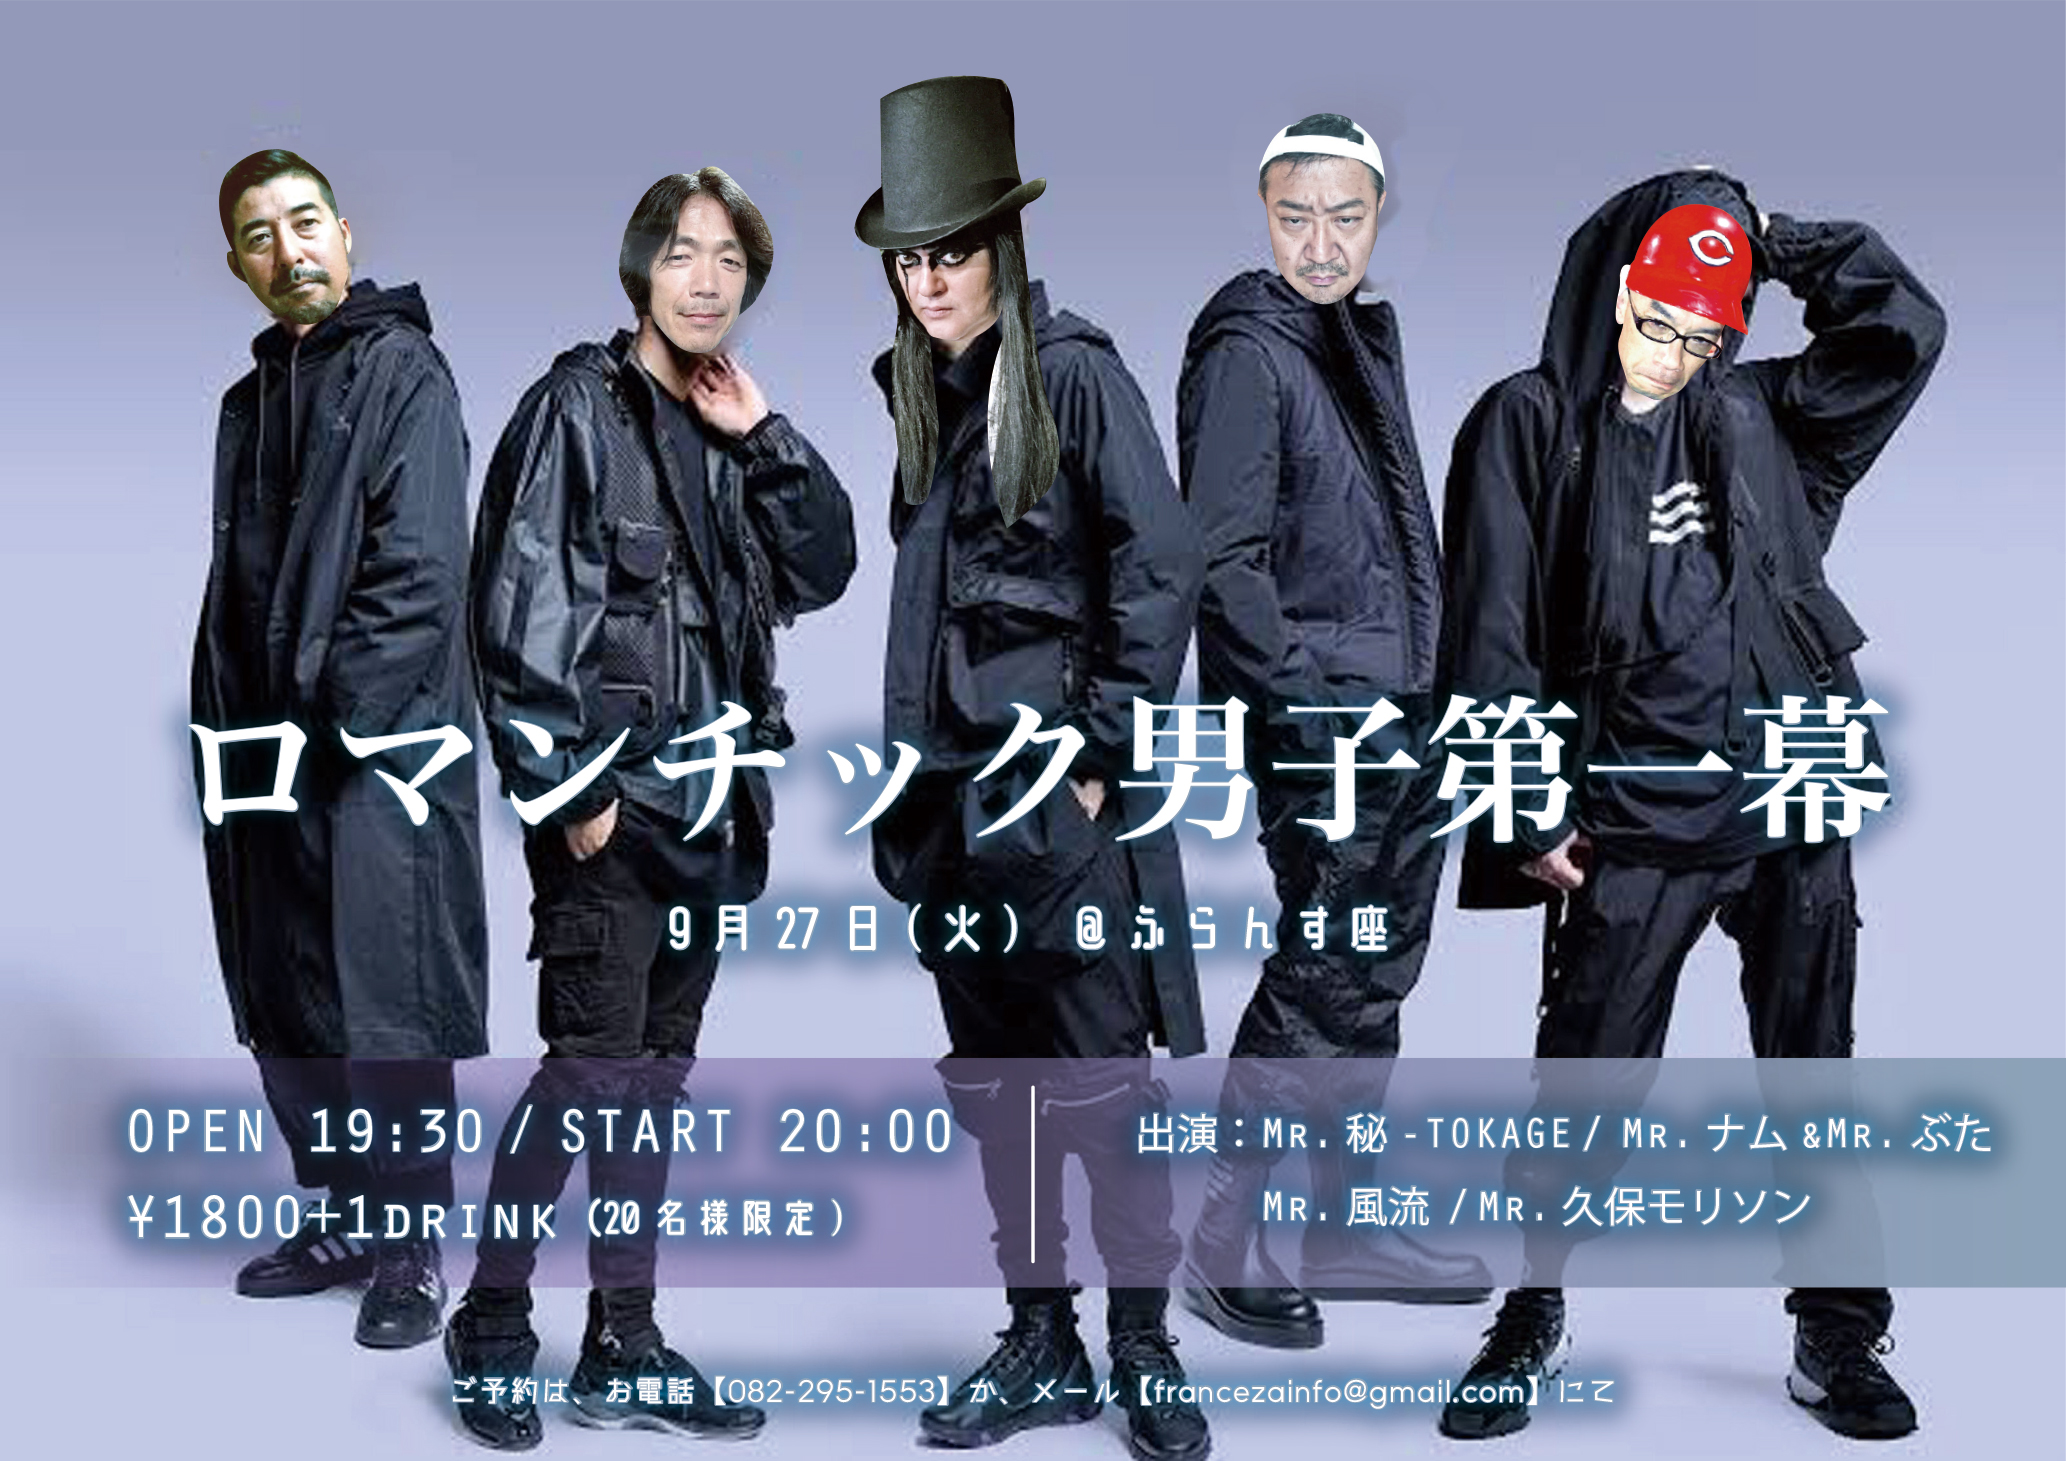 ロマンチック男子第一幕
9月27日(火) @ふらんす座
OPEN 19:30/START 20:00
¥1800+1DRINK (20名様限定)
出演:MR.秘-TOKAGE/ MR.ナム&MR.ぶた
MR.風流 /MR.久保モリソン
ご予約は、お電話【082-295-1553】か、メール【francezainfo@gmail.com】にて
C